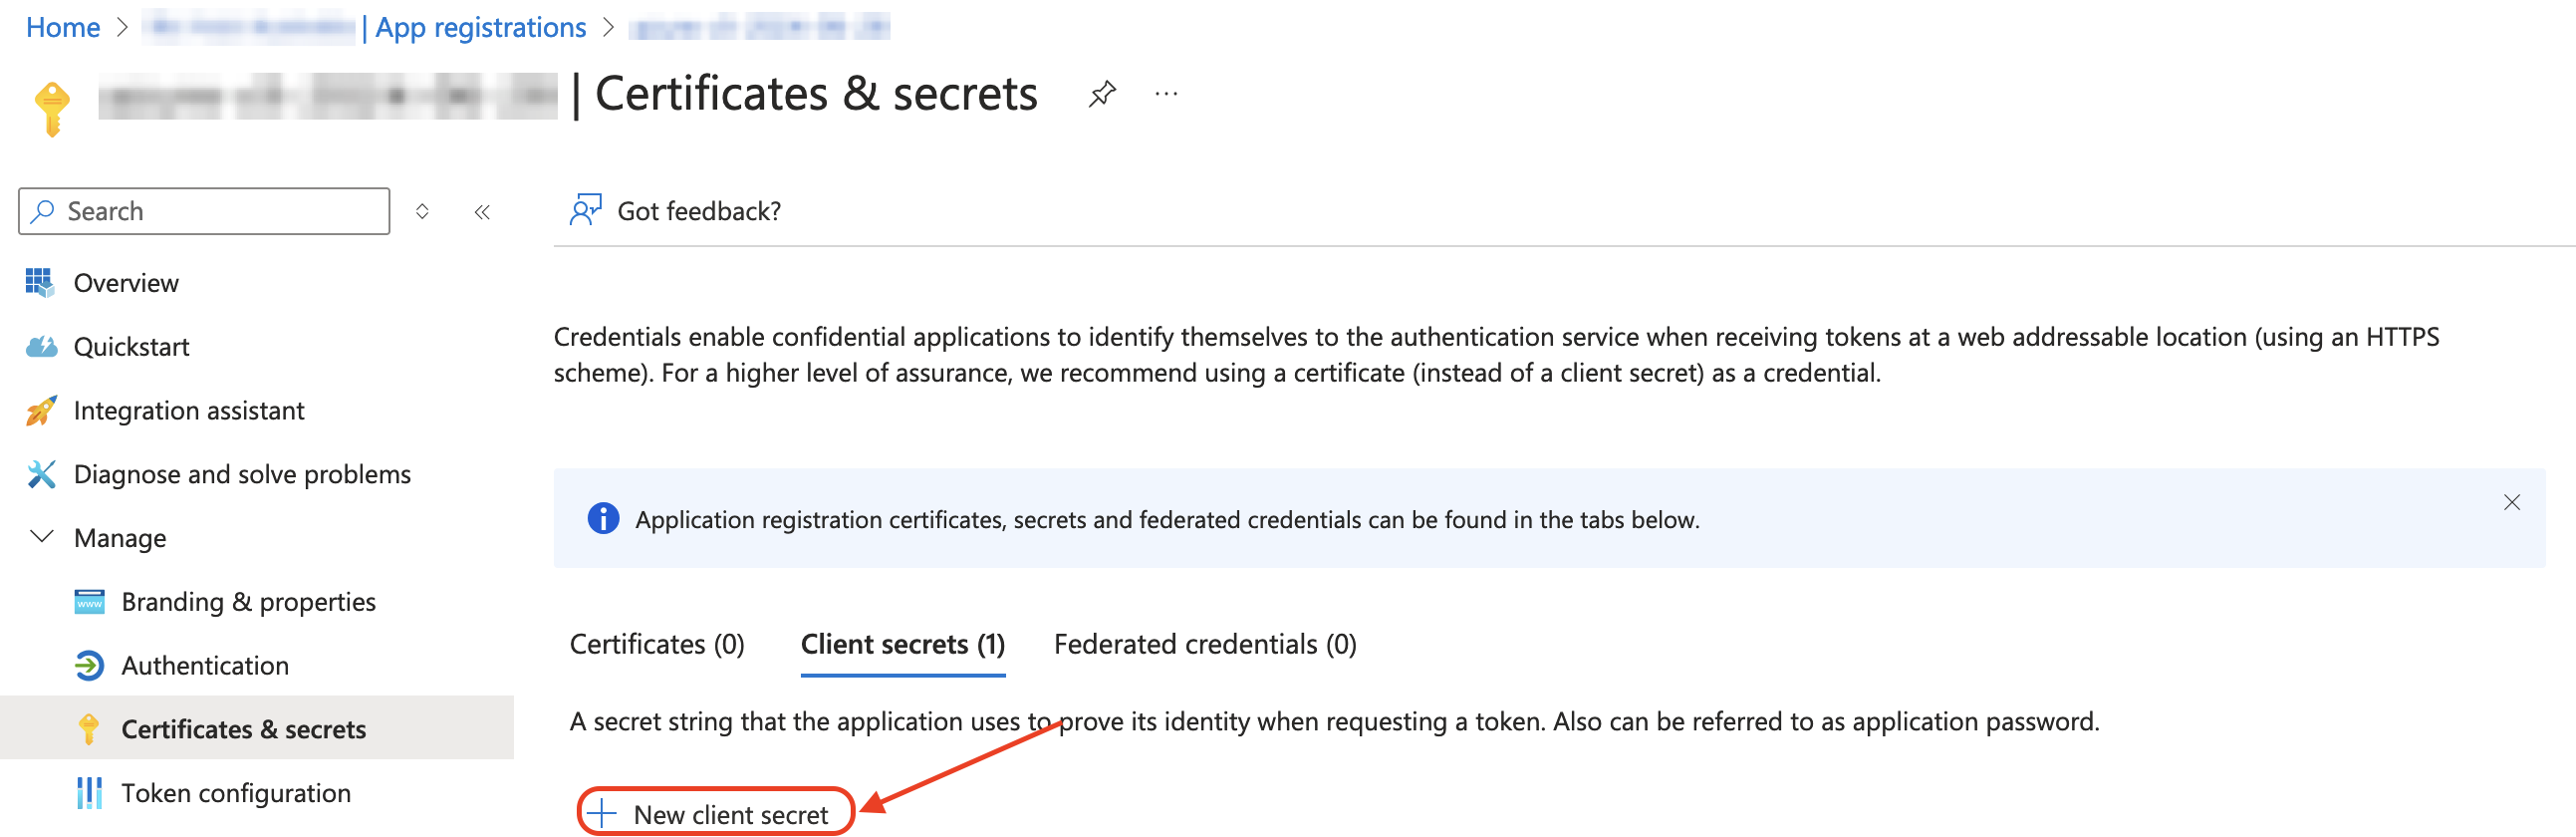 Home > | App registrations >
| Certificates & secrets ...
Search
Got feedback?
Overview
Quickstart
Integration assistant
Diagnose and solve problems
Manage
Branding & properties
Authentication
Certificates & secrets
Token configuration
Credentials enable confidential applications to identify themselves to the authentication service when receiving tokens at a web addressable location (using an HTTPS
scheme). For a higher level of assurance, we recommend using a certificate (instead of a client secret) as a credential.
Application registration certificates, secrets and federated credentials can be found in the tabs below.
Certificates (0) Client secrets (1) Federated credentials (0)
A secret string that the application uses to prove its identity when requesting a token. Also can be referred to as application password.
New client secret